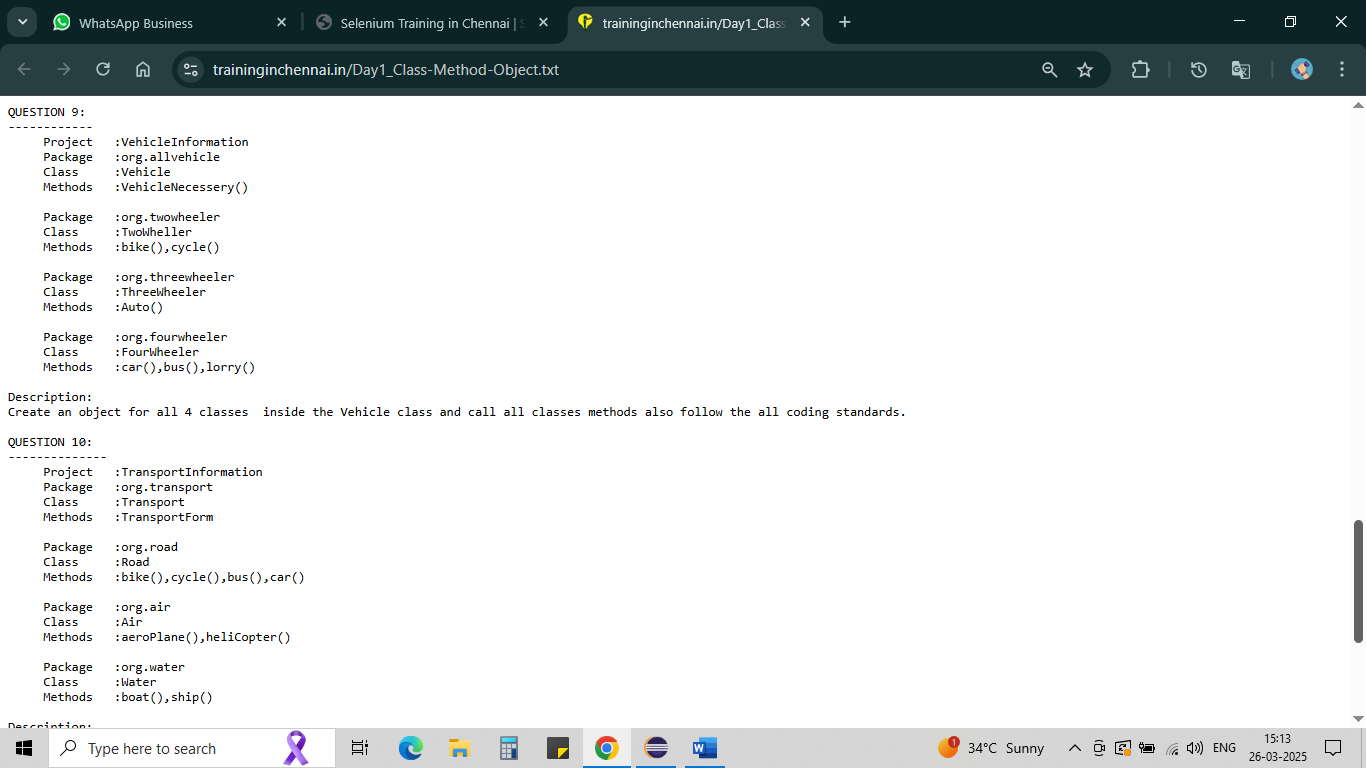 WhatsApp Business
Selenium Training in Chennai | S
traininginchennai.in/Day1_Class
traininginchennai.in/Day1_Class-Method-Object.txt
QUESTION 9:
------------
Project :VehicleInformation
Package :org.allvehicle
Class :Vehicle
Methods :VehicleNecessery()
Package :org.twowheeler
Class :TwoWheller
Methods :bike(),cycle()
Package :org.threewheeler
Class :ThreeWheeler
Methods :Auto()
Package :org.fourwheeler
Class :FourWheeler
Methods :car(),bus(),lorry()
Description:
Create an object for all 4 classes  inside the Vehicle class and call all classes methods also follow the all coding standards.
QUESTION 10:
--------------
Project :TransportInformation
Package :org.transport
Class :Transport
Methods :TransportForm
Package :org.road
Class :Road
Methods :bike(),cycle(),bus(),car()
Package :org.air
Class :Air
Methods :aeroPlane(),heliCopter()
Package :org.water
Class :Water
Methods :boat(),ship()
Description:
Type here to search
1
34°C Sunny
ENG
15:13
26-03-2025